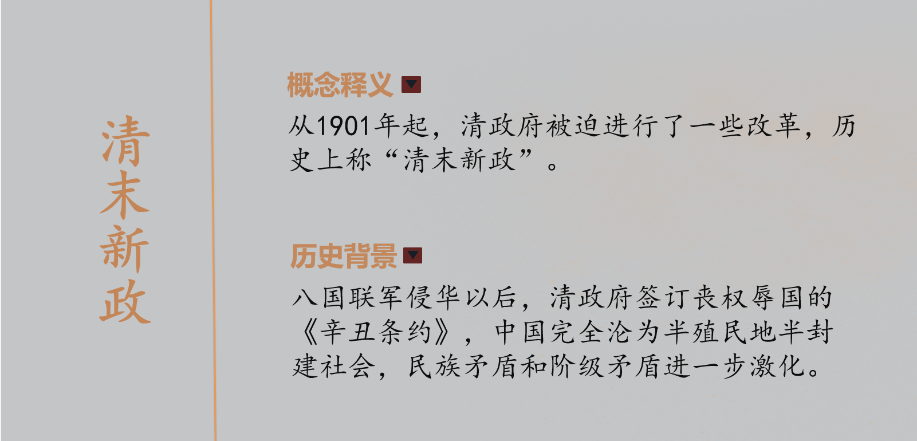 清末新政
概念释义
从1901年起，清政府被迫进行了一些改革，历
史上称“清末新政”。
历史背景
八国联军侵华以后，清政府签订丧权辱国的
《辛丑条约》，中国完全沦为半殖民地半封
建社会，民族矛盾和阶级矛盾进一步激化。